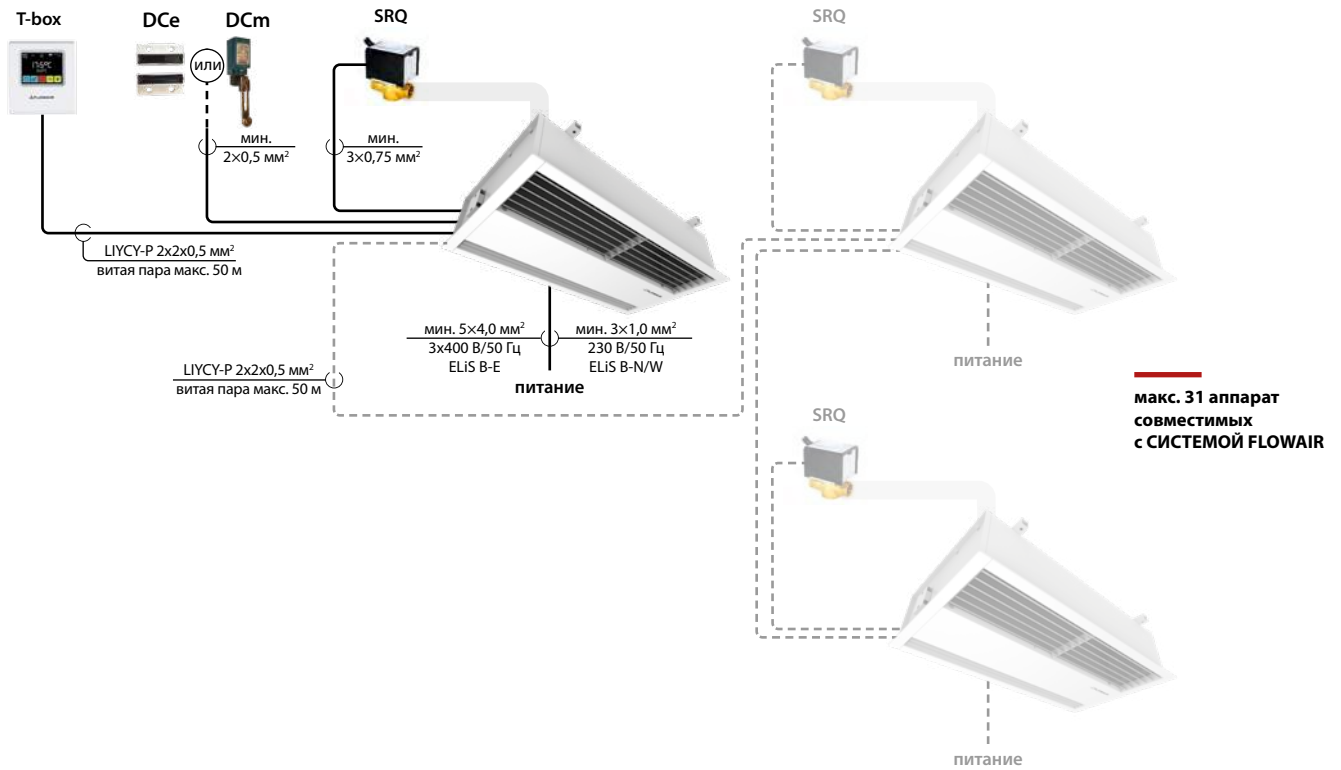 T-box
DCe
DCm
SRQ
SRQ
17.5°C
FLOWAIR
или
мин.
2×0,5 мм²
мин.
3×0,75 мм²
LIYCY-P 2x2x0,5 мм²
витая пара макс. 50 м
мин. 5×4,0 мм²
3x400 В/50 Гц
ELiS B-E
мин. 3×1,0 мм²
230 В/50 Гц
ELiS B-N/W
питание
питание
LIYCY-P 2x2x0,5 мм²
витая пара макс. 50 м
макс. 31 аппарат
совместимых
с СИСТЕМОЙ FLOWAIR
SRQ
питание